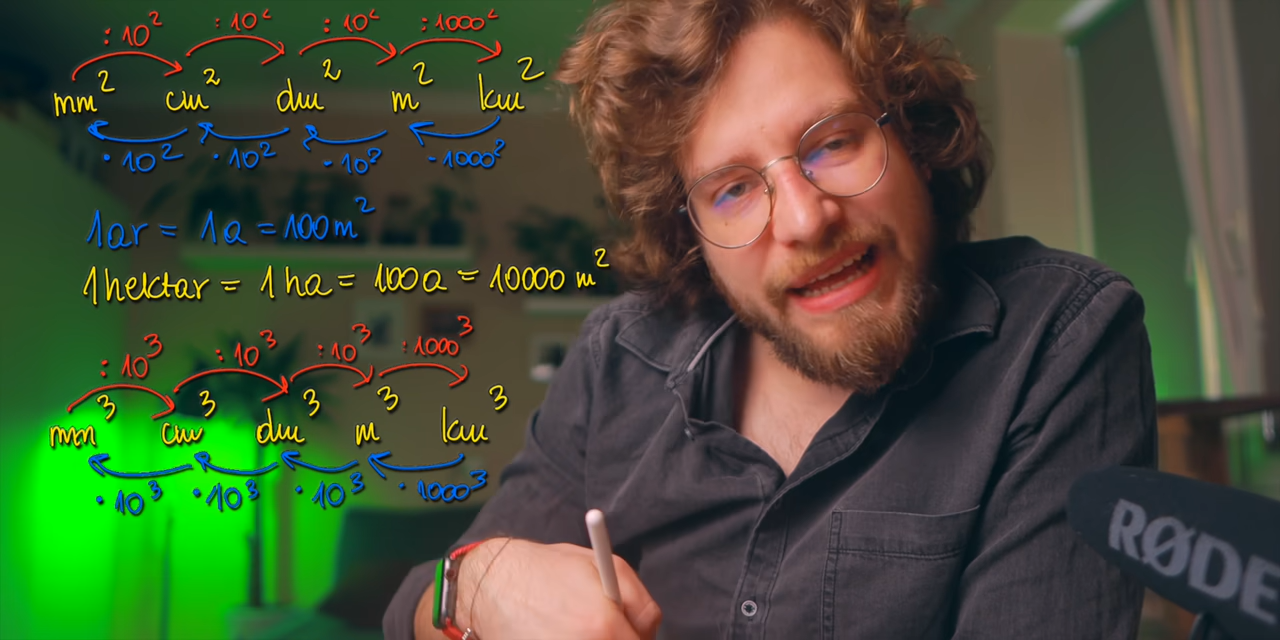 :10² :10² :10² :1000²
mm² cm² dm² m² km²
·10² ·10² ·10² ·1000²
1ar = 1a = 100m²
1hektar = 1ha = 100a = 10000 m²
:10³ :10³ :10³ :1000³
mm³ cm³ dm³ m³ km³
·10³ ·10³ ·10³ ·1000³
RØDE